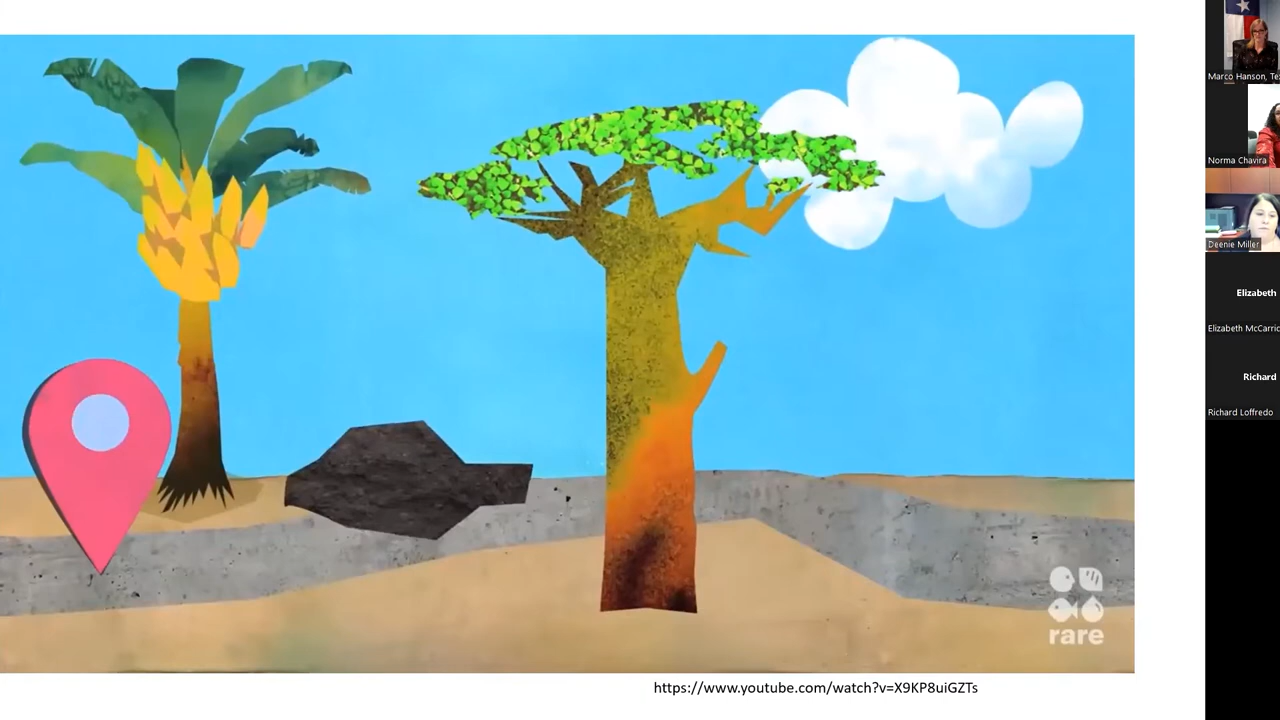 Marco Hanson, Te
Norma Chavira
Deenie Miller
Elizabeth
Elizabeth McCarric
Richard
Richard Loffredo
rare
https://www.youtube.com/watch?v=X9KP8uiGZTs